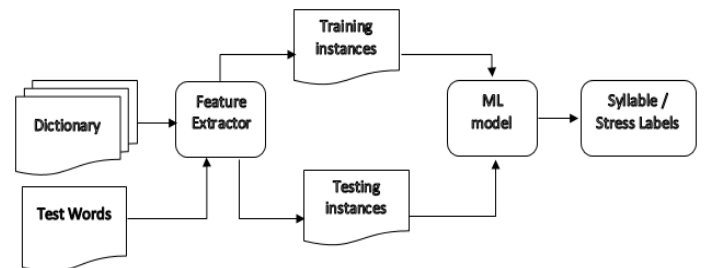 Training
instances
Dictionary
Feature
Extractor
ML
model
Syllable /
Stress Labels
Test Words
Testing
instances